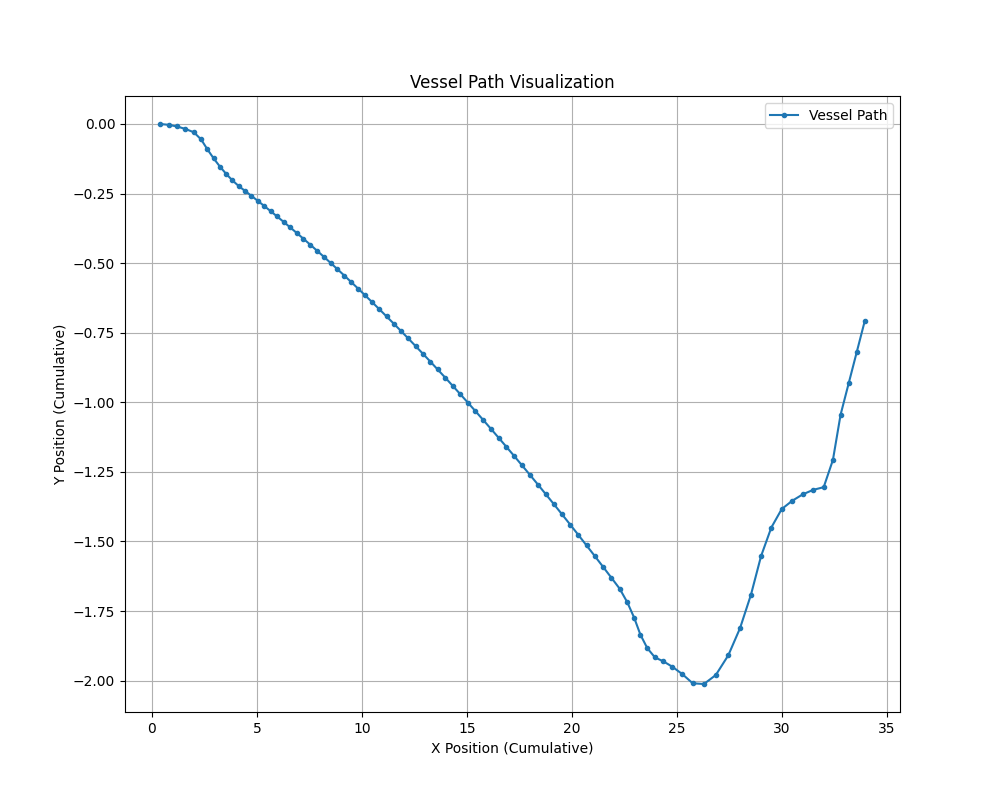 Vessel Path Visualization
Vessel Path
0.00
−0.25
−0.50
−0.75
−1.00
−1.25
−1.50
−1.75
−2.00
Y Position (Cumulative)
0 5 10 15 20 25 30 35
X Position (Cumulative)